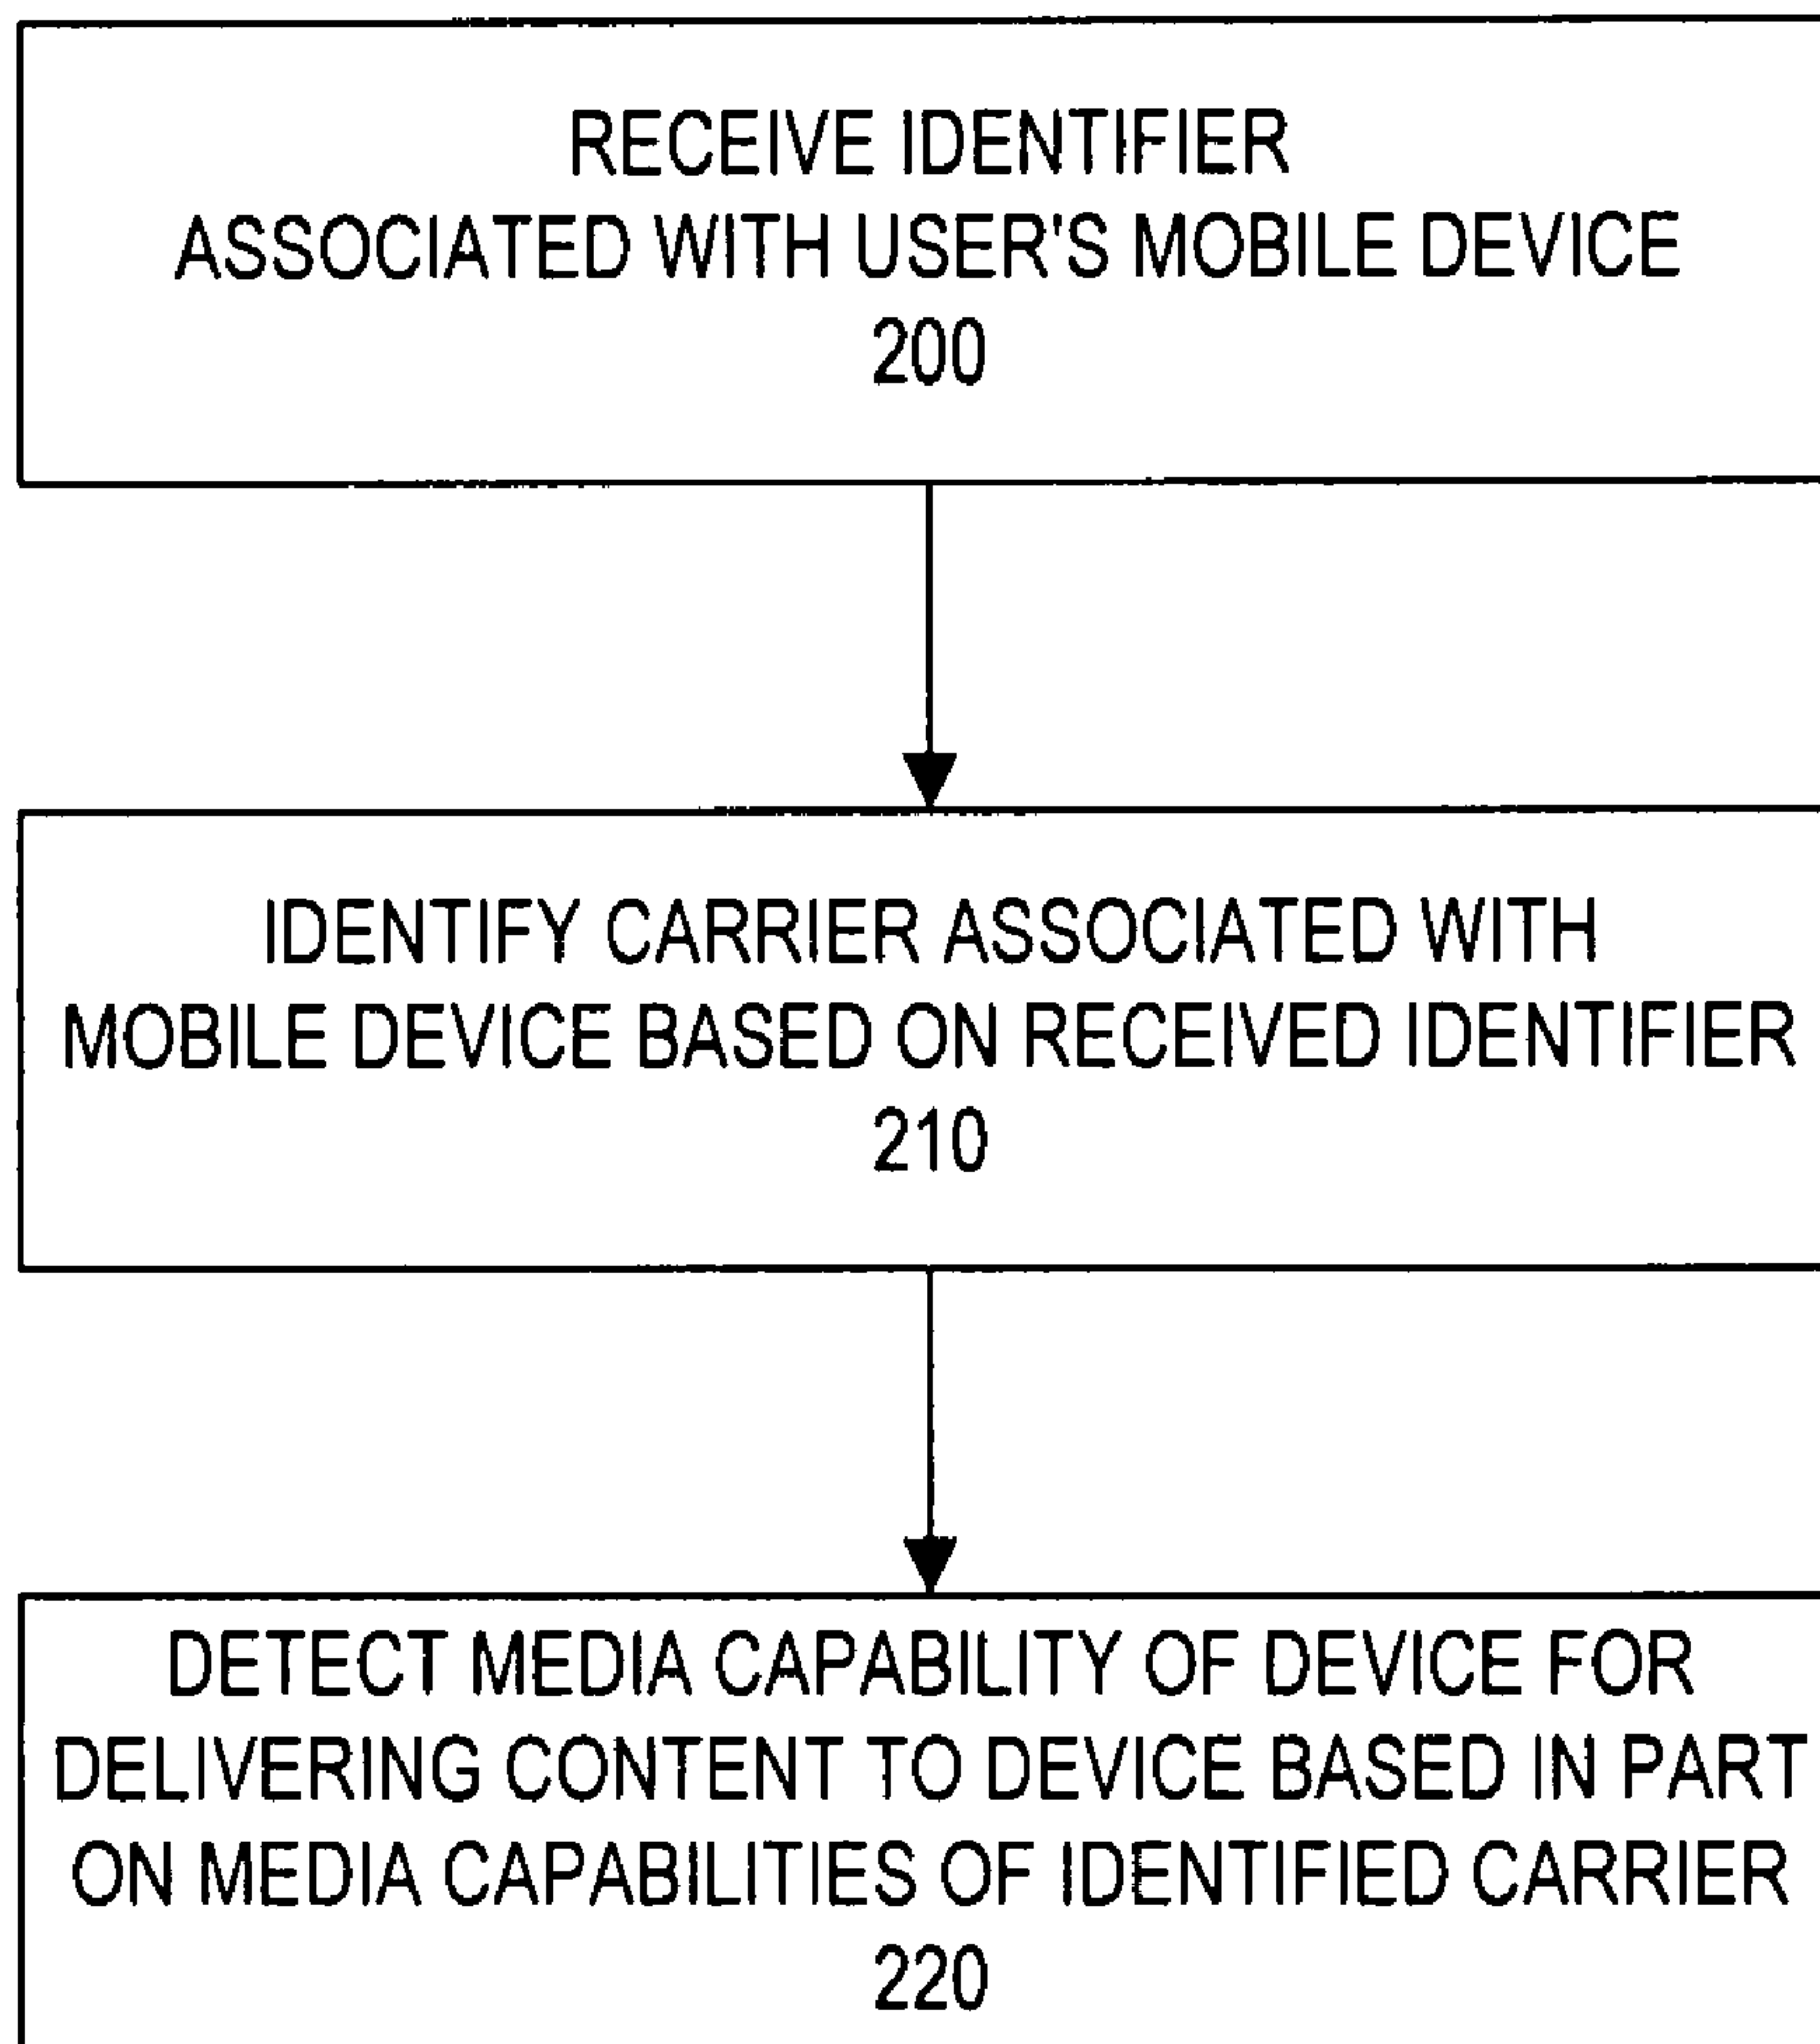 RECEIVE IDENTIFIER
ASSOCIATED WITH USER'S MOBILE DEVICE
200
IDENTIFY CARRIER ASSOCIATED WITH
MOBILE DEVICE BASED ON RECEIVED IDENTIFIER
210
DETECT MEDIA CAPABILITY OF DEVICE FOR
DELIVERING CONTENT TO DEVICE BASED IN PART
ON MEDIA CAPABILITIES OF IDENTIFIED CARRIER
220